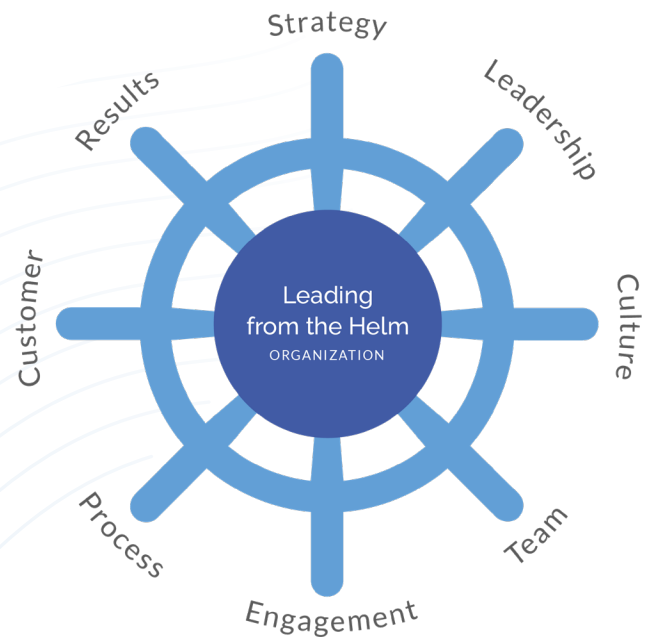 Strategy
Leadership
Culture
Team
Engagement
Process
Customer
Results
Leading
from the Helm
ORGANIZATION